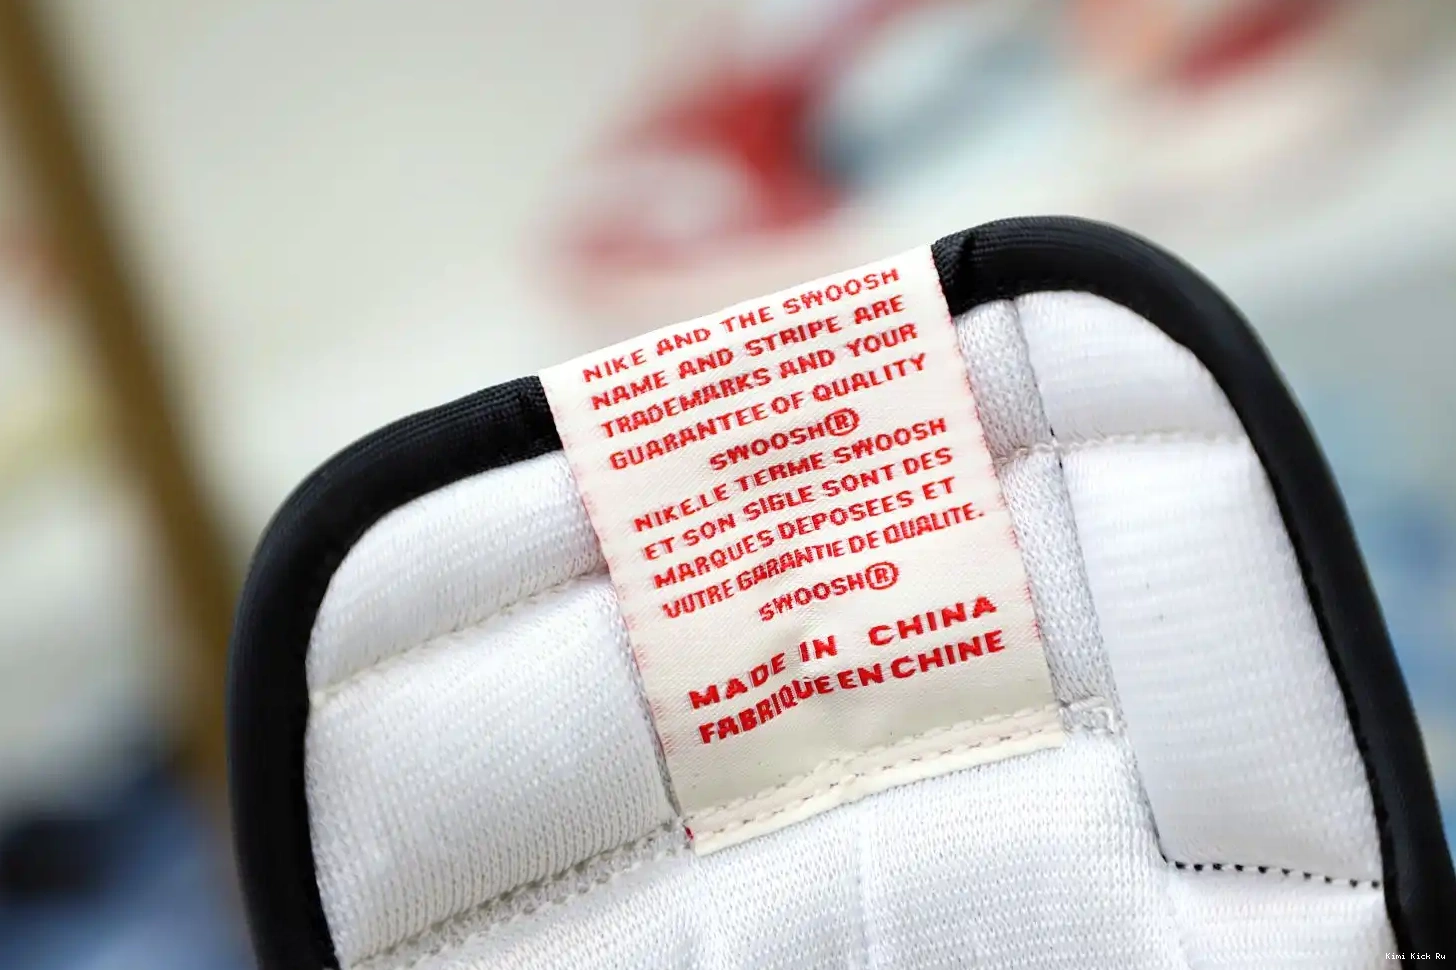 NIKE AND THE SWOOSH
NAME AND STRIPE ARE
TRADEMARKS AND YOUR
GUARANTEE OF QUALITY
SWOOSH®
NIKE.LE TERME SWOOSH
ET SON SIGLE SONT DES
MARQUES DEPOSEES ET
VOTRE GARANTIE DE QUALITE.
SWOOSH®
MADE IN CHINA
FABRIQUE EN CHINE
Kimi Kick Ru